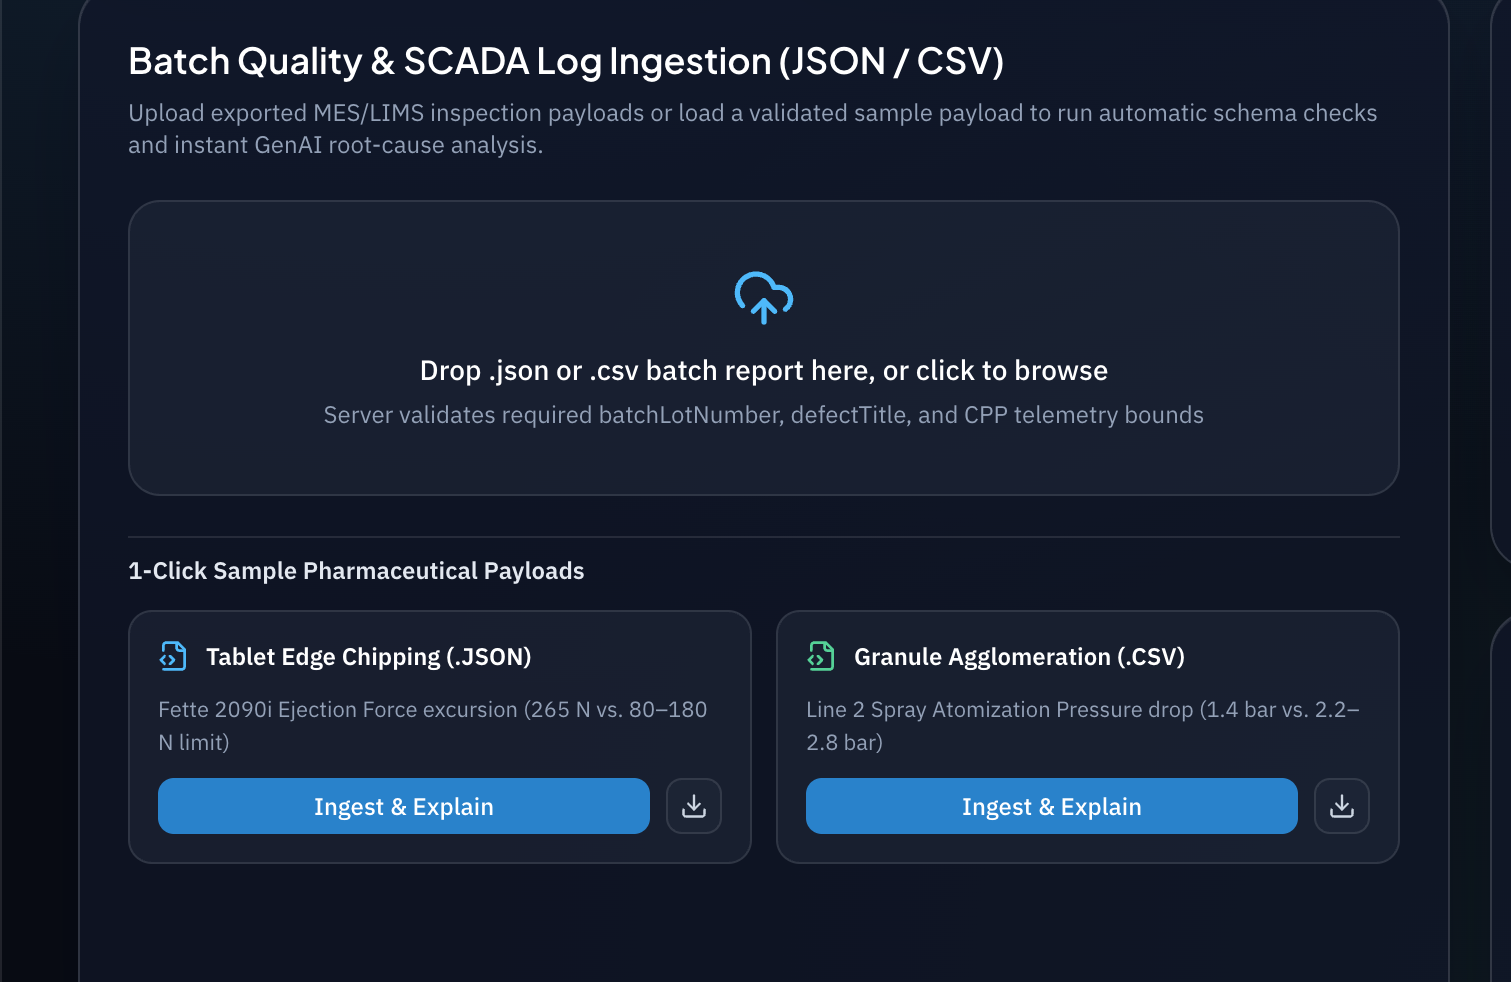 Batch Quality & SCADA Log Ingestion (JSON / CSV)
Upload exported MES/LIMS inspection payloads or load a validated sample payload to run automatic schema checks
and instant GenAI root-cause analysis.
Drop .json or .csv batch report here, or click to browse
Server validates required batchLotNumber, defectTitle, and CPP telemetry bounds
1-Click Sample Pharmaceutical Payloads
Tablet Edge Chipping (.JSON)
Fette 2090i Ejection Force excursion (265 N vs. 80–180
N limit)
Ingest & Explain
Granule Agglomeration (.CSV)
Line 2 Spray Atomization Pressure drop (1.4 bar vs. 2.2–
2.8 bar)
Ingest & Explain